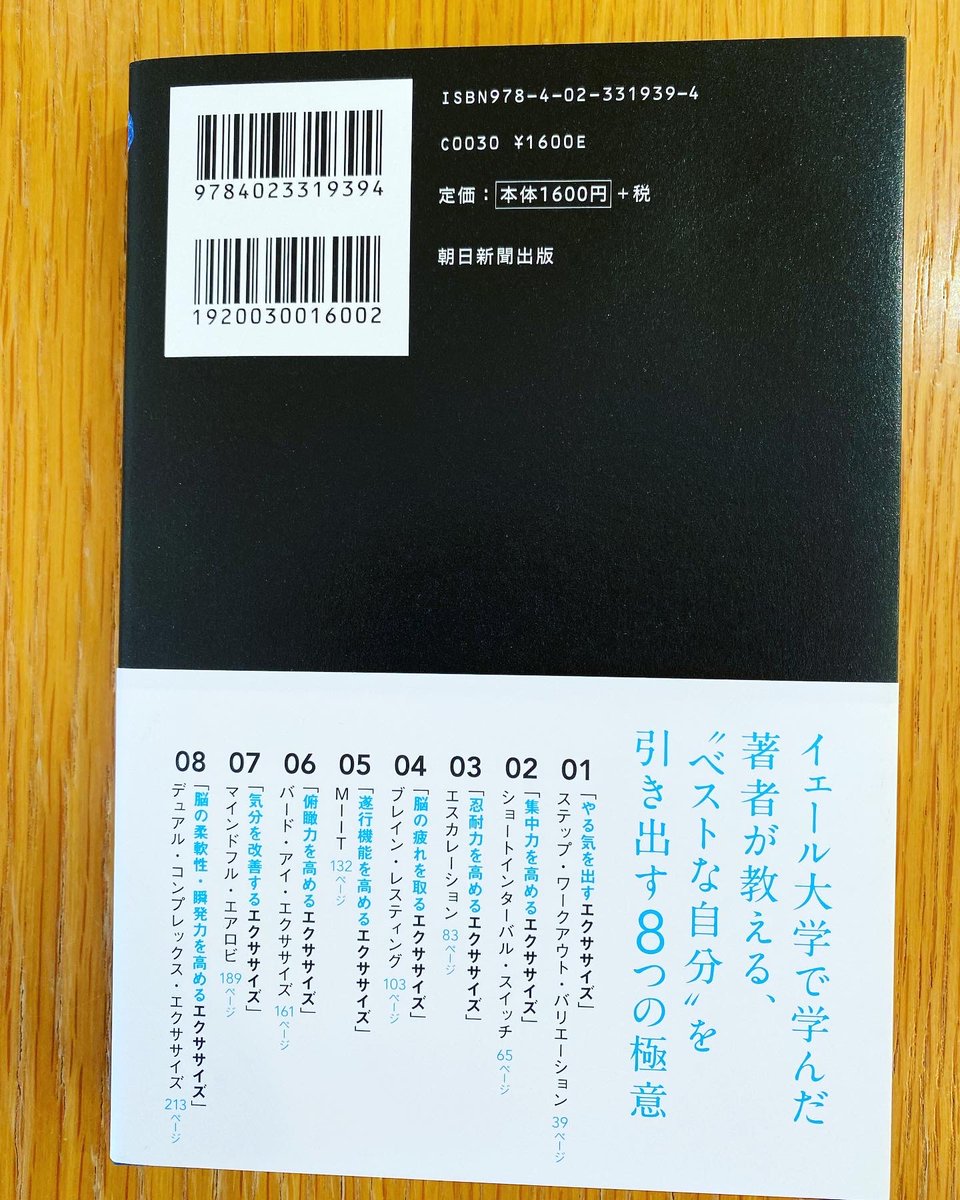 9784023319394
1920030016002
ISBN978-4-02-331939-4
C0030 ¥1600E
定価：本体1600円＋税
朝日新聞出版
イェール大学で学んだ
著者が教える、
〝ベストな自分〟を
引き出す8つの極意
01「やる気を出すエクササイズ」
ステップ・ワークアウト・バリエーション 39ページ
02「集中力を高めるエクササイズ」
ショートインターバル・スイッチ 65ページ
03「忍耐力を高めるエクササイズ」
エスカレーション 83ページ
04「脳の疲れを取るエクササイズ」
ブレイン・レスティング 103ページ
05「遂行機能を高めるエクササイズ」
MIIT 132ページ
06「俯瞰力を高めるエクササイズ」
バード・アイ・エクササイズ 161ページ
07「気分を改善するエクササイズ」
マインドフル・エアロビ 189ページ
08「脳の柔軟性・瞬発力を高めるエクササイズ」
デュアル・コンプレックス・エクササイズ 213ページ